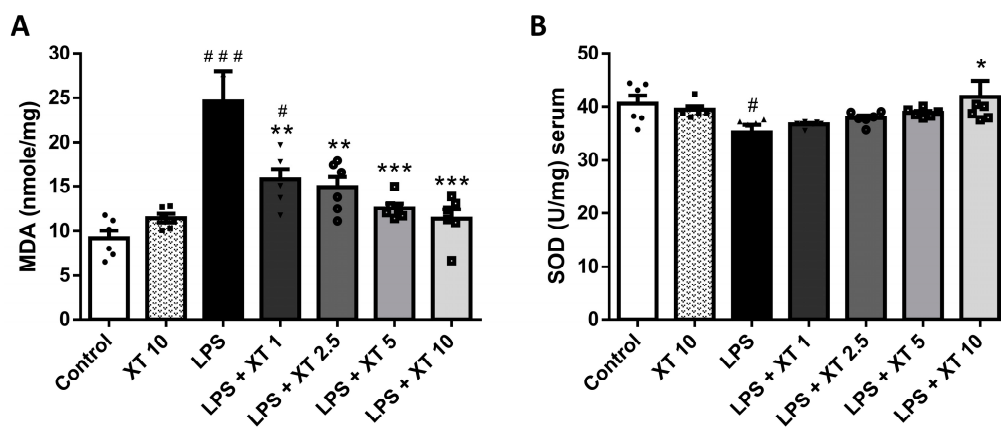 A
MDA (nmole/mg)
30
25
20
15
10
5
0
# # #
#
**
**
***
***
Control
XT 10
LPS
LPS + XT 1
LPS + XT 2.5
LPS + XT 5
LPS + XT 10
B
SOD (U/mg) serum
50
40
30
20
10
0
#
*
Control
XT 10
LPS
LPS + XT 1
LPS + XT 2.5
LPS + XT 5
LPS + XT 10